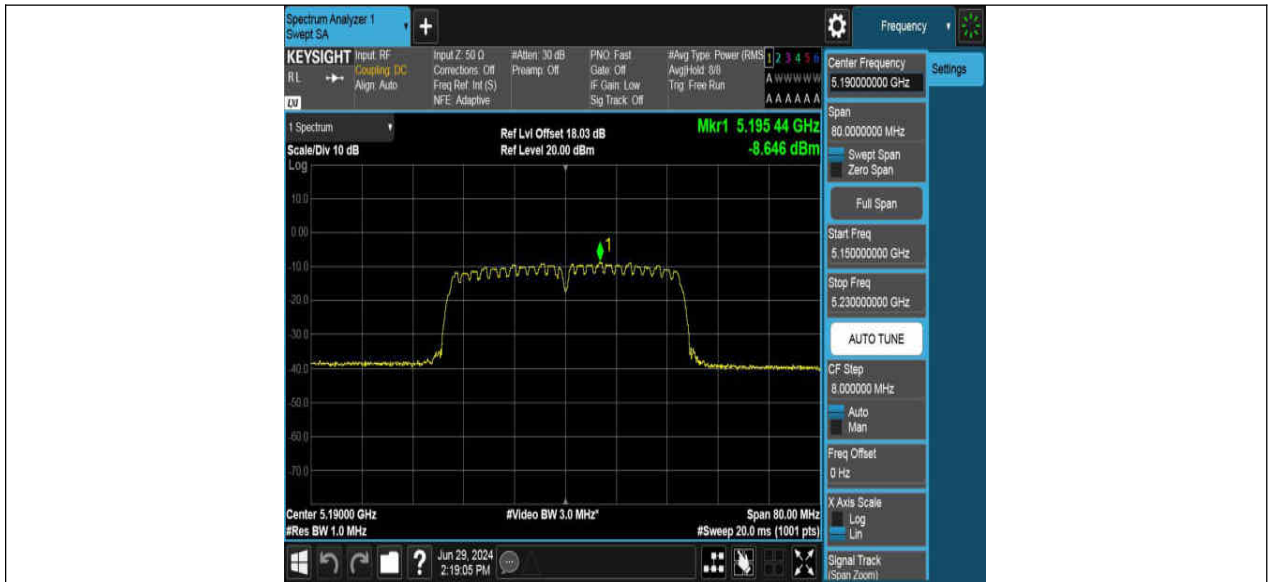 Spectrum Analyzer 1
Swept SA
+
Frequency
KEYSIGHT
RL
LXI
Input: RF
Coupling: DC
Align: Auto
Input Z: 50 Ω
Corrections: Off
Freq Ref: Int (S)
NFE: Adaptive
#Atten: 30 dB
Preamp: Off
PNO: Fast
Gate: Off
IF Gain: Low
Sig Track: Off
#Avg Type: Power (RMS
Avg|Hold: 8/8
Trig: Free Run
1 2 3 4 5 6
A W W W W W
A A A A A A
Center Frequency
5.190000000 GHz
Settings
1 Spectrum
Scale/Div 10 dB
Log
Ref Lvl Offset 18.03 dB
Ref Level 20.00 dBm
Mkr1 5.195 44 GHz
-8.646 dBm
Span
80.0000000 MHz
Swept Span
Zero Span
Full Span
Start Freq
5.150000000 GHz
Stop Freq
5.230000000 GHz
AUTO TUNE
CF Step
8.000000 MHz
Auto
Man
Freq Offset
0 Hz
X Axis Scale
Log
Lin
Signal Track
(Span Zoom)
10.0
0.00
1
-10.0
-20.0
-30.0
-40.0
-50.0
-60.0
-70.0
Center 5.19000 GHz
#Res BW 1.0 MHz
#Video BW 3.0 MHz*
Span 80.00 MHz
#Sweep 20.0 ms (1001 pts)
?
Jun 29, 2024
2:19:05 PM